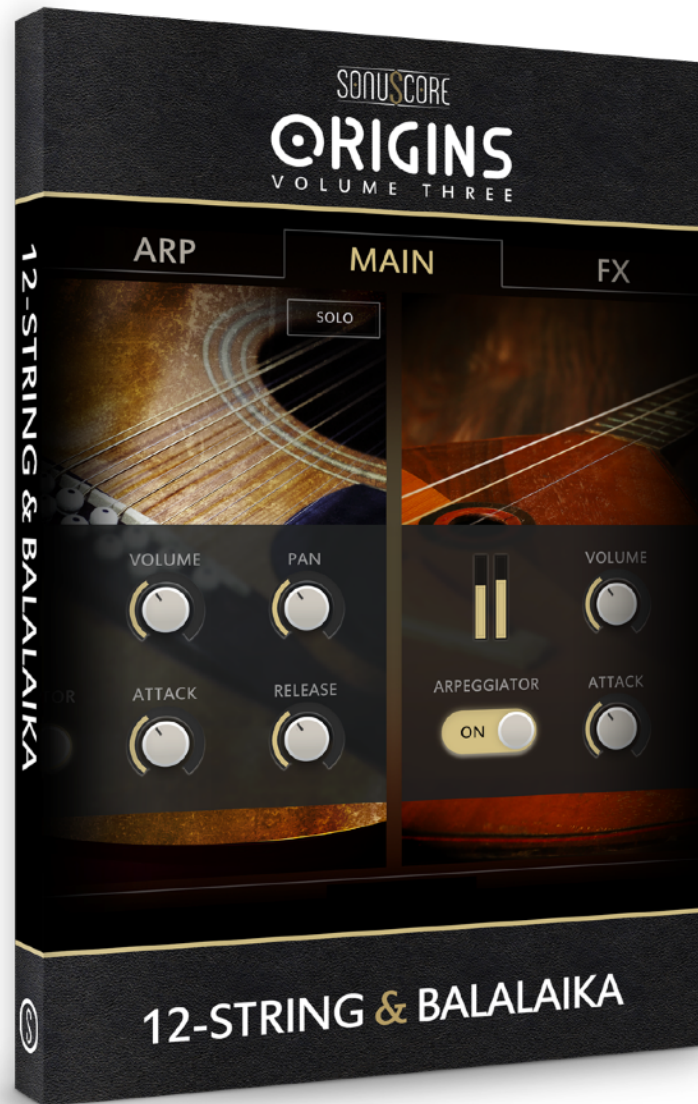 SONUSCORE
ORIGINS
VOLUME THREE
12-STRING & BALALAIKA
ARP
MAIN
FX
SOLO
VOLUME
PAN
VOLUME
ATTACK
RELEASE
ARPEGGIATOR
ATTACK
ON
12-STRING & BALALAIKA